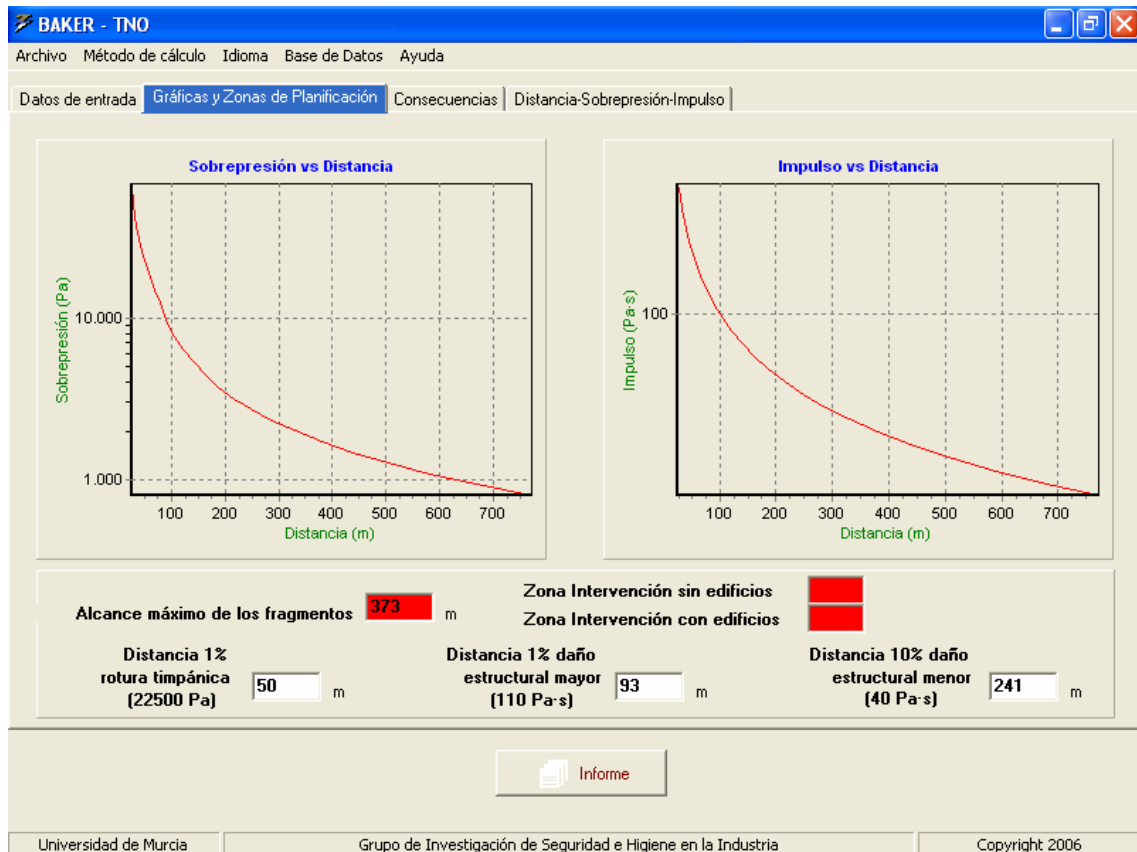 BAKER - TNO
Archivo Método de cálculo Idioma Base de Datos Ayuda
Datos de entrada Gráficas y Zonas de Planificación Consecuencias Distancia-Sobrepresión-Impulso
Sobrepresión vs Distancia
Sobrepresión (Pa)
10.000
1.000
100 200 300 400 500 600 700
Distancia (m)
Impulso vs Distancia
Impulso (Pa·s)
100
100 200 300 400 500 600 700
Distancia (m)
Alcance máximo de los fragmentos 373 m
Zona Intervención sin edificios
Zona Intervención con edificios
Distancia 1%
rotura timpánica
(22500 Pa)
50 m
Distancia 1% daño
estructural mayor
(110 Pa·s)
93 m
Distancia 10% daño
estructural menor
(40 Pa·s)
241 m
Informe
Universidad de Murcia Grupo de Investigación de Seguridad e Higiene en la Industria Copyright 2006